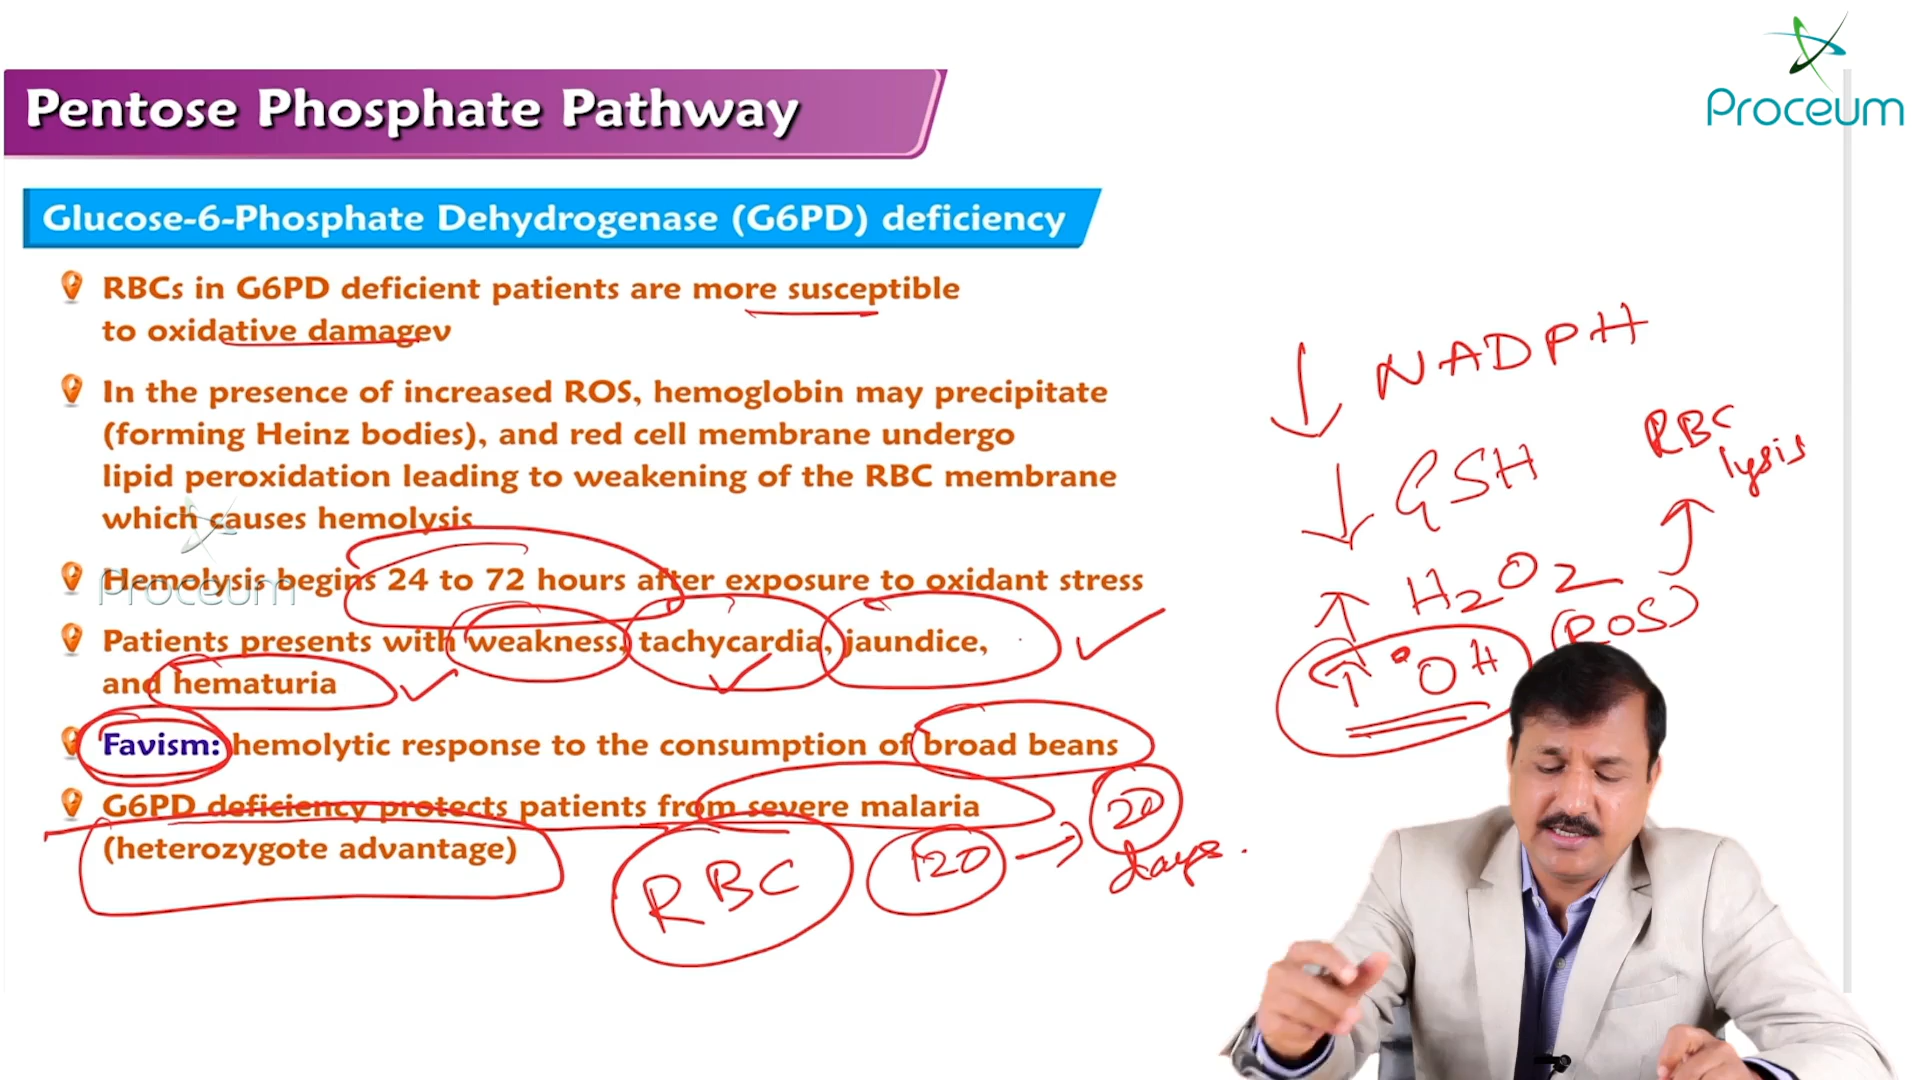 Proceum
Pentose Phosphate Pathway
Glucose-6-Phosphate Dehydrogenase (G6PD) deficiency
RBCs in G6PD deficient patients are more susceptible
to oxidative damagev
In the presence of increased ROS, hemoglobin may precipitate
(forming Heinz bodies), and red cell membrane undergo
lipid peroxidation leading to weakening of the RBC membrane
which causes hemolysis
Proceum
Hemolysis begins 24 to 72 hours after exposure to oxidant stress
Patients presents with weakness, tachycardia, jaundice,
and hematuria
Favism: hemolytic response to the consumption of broad beans
G6PD deficiency protects patients from severe malaria
(heterozygote advantage)
RBC
120 → 20
days.
↓ NADPH
↓ GSH
↑ H2O2
(ROS)
↑ •OH
RBC
lysis